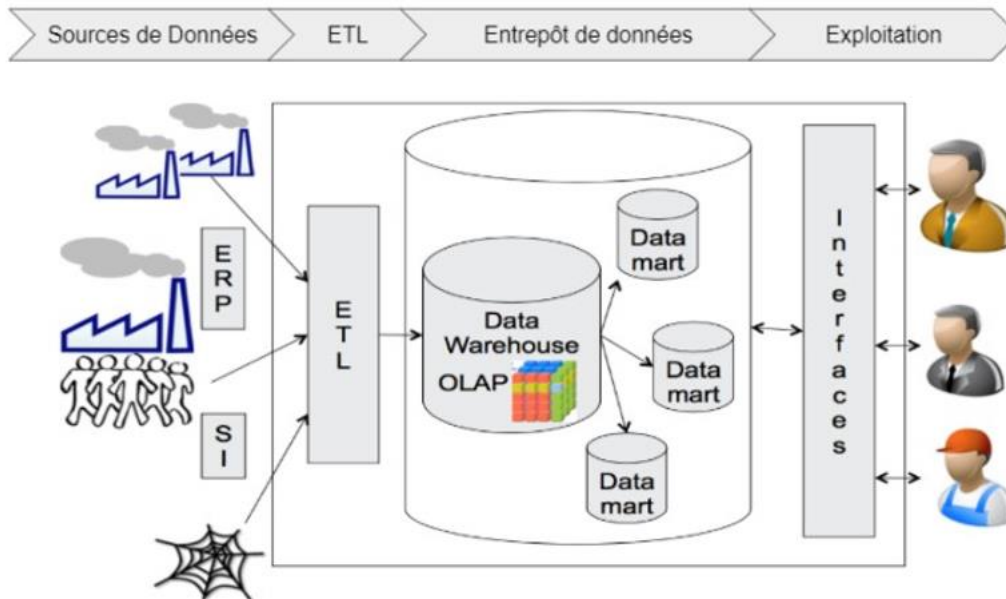 Sources de Données
ETL
Entrepôt de données
Exploitation
ERP
SI
ETL
Data
Warehouse
OLAP
Data
mart
Data
mart
Data
mart
Interfaces